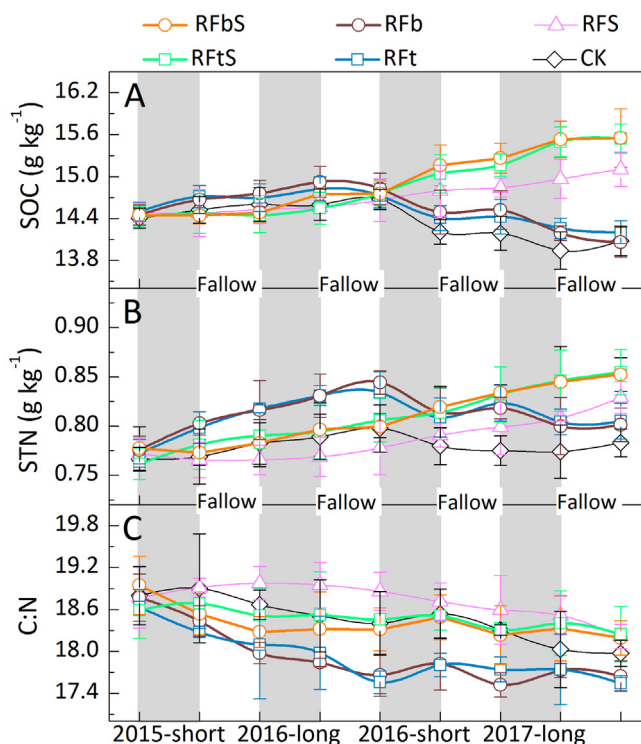 RFbS RFb RFS
RFtS RFt CK
A
SOC (g kg⁻¹)
16.2
15.6
15.0
14.4
13.8
Fallow Fallow Fallow Fallow
B
STN (g kg⁻¹)
0.90
0.85
0.80
0.75
Fallow Fallow Fallow Fallow
C
C:N
19.8
19.2
18.6
18.0
17.4
2015-short 2016-long 2016-short 2017-long